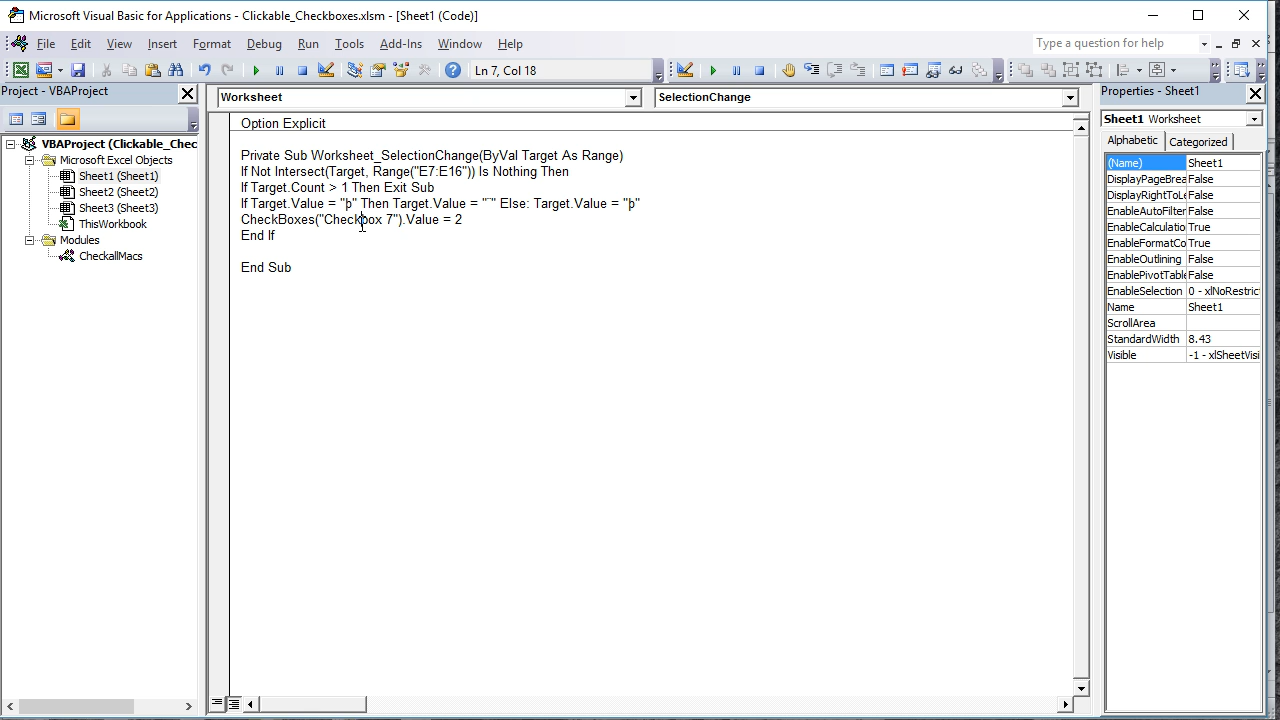 Microsoft Visual Basic for Applications - Clickable_Checkboxes.xlsm - [Sheet1 (Code)]
File Edit View Insert Format Debug Run Tools Add-Ins Window Help
Type a question for help
Ln 7, Col 18
Project - VBAProject
VBAProject (Clickable_Chec
Microsoft Excel Objects
Sheet1 (Sheet1)
Sheet2 (Sheet2)
Sheet3 (Sheet3)
ThisWorkbook
Modules
CheckallMacs
Worksheet
SelectionChange
Option Explicit
Private Sub Worksheet_SelectionChange(ByVal Target As Range)
If Not Intersect(Target, Range("E7:E16")) Is Nothing Then
If Target.Count > 1 Then Exit Sub
If Target.Value = "þ" Then Target.Value = "¨" Else: Target.Value = "þ"
CheckBoxes("Checkbox 7").Value = 2
End If
End Sub
Properties - Sheet1
Sheet1 Worksheet
Alphabetic Categorized
(Name) Sheet1
DisplayPageBrea False
DisplayRightToLe False
EnableAutoFilter False
EnableCalculatio True
EnableFormatCo True
EnableOutlining False
EnablePivotTable False
EnableSelection 0 - xlNoRestric
Name Sheet1
ScrollArea
StandardWidth 8.43
Visible -1 - xlSheetVisi